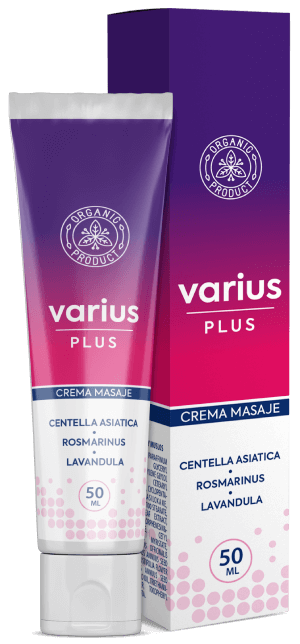 ORGANIC
PRODUCT
varius
PLUS
CREMA MASAJE
CENTELLA ASIATICA
•
ROSMARINUS
•
LAVANDULA
50
ML
ORGANIC
PRODUCT
varius
PLUS
CREMA MASAJE
CENTELLA ASIATICA
•
ROSMARINUS
•
LAVANDULA
50
ML